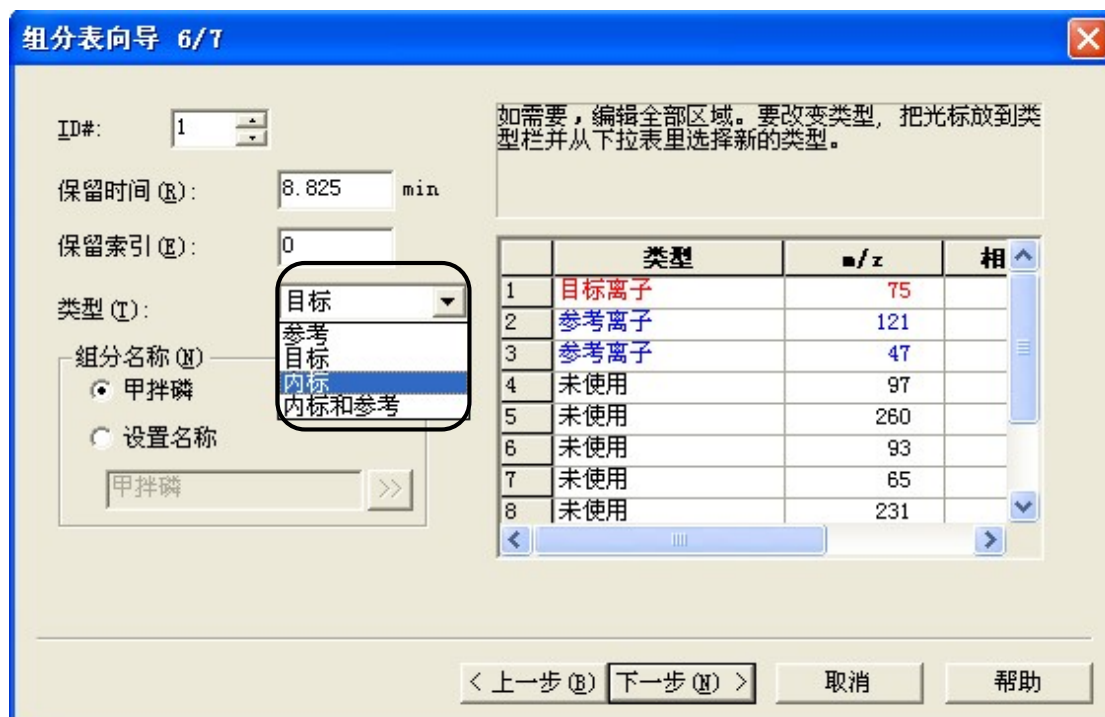 组分表向导 6/7
ID#: 1
保留时间(R): 8.825 min
保留索引(E): 0
类型(T): 目标
参考
目标
内标
内标和参考
组分名称(N)
甲拌磷
设置名称
甲拌磷 >>
如需要，编辑全部区域。要改变类型, 把光标放到类
型栏并从下拉表里选择新的类型。
类型 m/z 相
1 目标离子 75
2 参考离子 121
3 参考离子 47
4 未使用 97
5 未使用 260
6 未使用 93
7 未使用 65
8 未使用 231
< 上一步(B) 下一步(N) > 取消 帮助